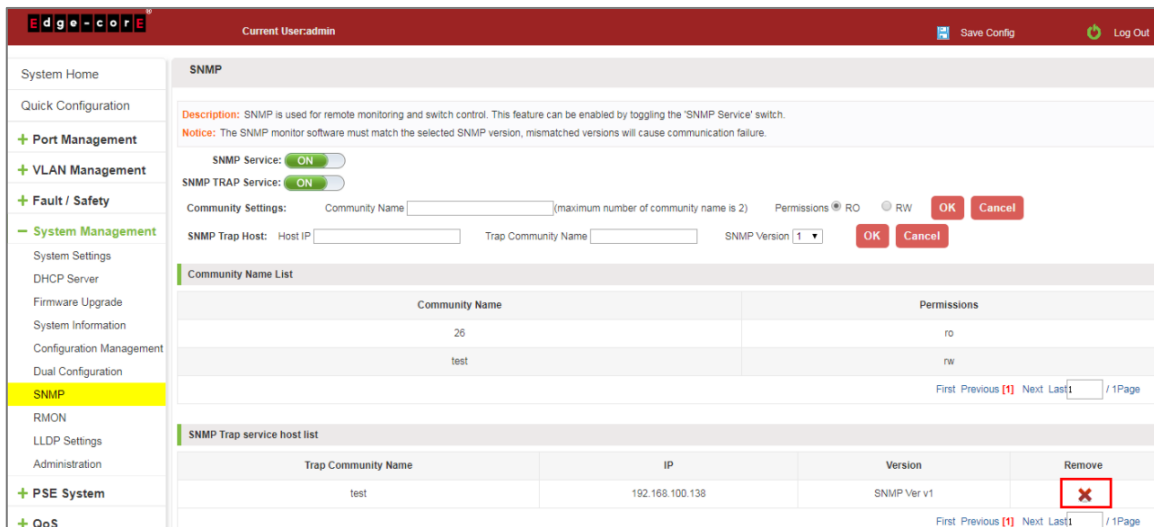 Edge-corE ®
Current User:admin
Save Config
Log Out
System Home
Quick Configuration
+ Port Management
+ VLAN Management
+ Fault / Safety
− System Management
System Settings
DHCP Server
Firmware Upgrade
System Information
Configuration Management
Dual Configuration
SNMP
RMON
LLDP Settings
Administration
+ PSE System
+ QoS
SNMP
Description: SNMP is used for remote monitoring and switch control. This feature can be enabled by toggling the 'SNMP Service' switch.
Notice: The SNMP monitor software must match the selected SNMP version, mismatched versions will cause communication failure.
SNMP Service: ON
SNMP TRAP Service: ON
Community Settings: Community Name (maximum number of community name is 2) Permissions RO RW OK Cancel
SNMP Trap Host: Host IP Trap Community Name SNMP Version 1 OK Cancel
Community Name List
Community Name Permissions
26 ro
test rw
First Previous [1] Next Last 1 / 1Page
SNMP Trap service host list
Trap Community Name IP Version Remove
test 192.168.100.138 SNMP Ver v1
First Previous [1] Next Last 1 / 1Page